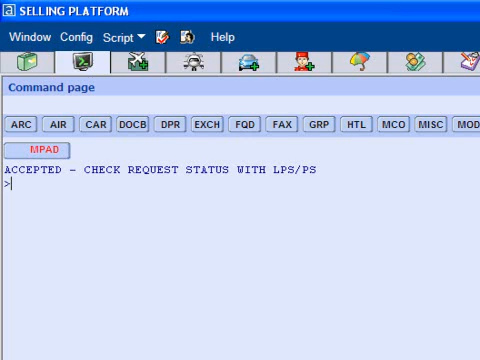 a SELLING PLATFORM
Window Config Script Help
Command page
ARC AIR CAR DOCB DPR EXCH FQD FAX GRP HTL MCO MISC MOD
MPAD
ACCEPTED - CHECK REQUEST STATUS WITH LPS/PS
>